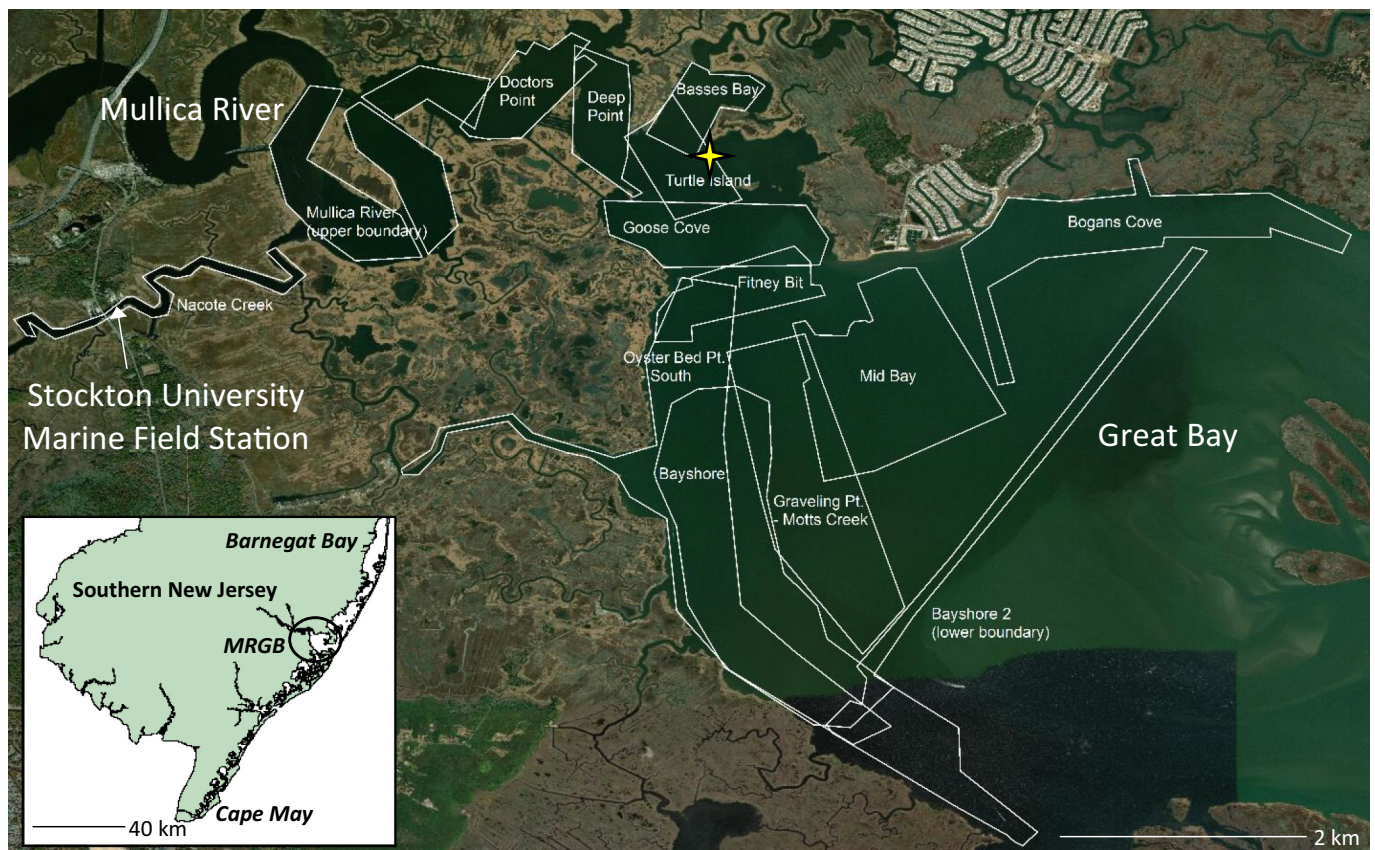 Mullica River
Doctors
Point
Deep
Point
Basses Bay
Turtle Island
Mullica River
(upper boundary)
Goose Cove
Bogans Cove
Nacote Creek
Fitney Bit
Oyster Bed Pt.
South
Mid Bay
Stockton University
Marine Field Station
Great Bay
Bayshore
Graveling Pt.
- Motts Creek
Bayshore 2
(lower boundary)
Barnegat Bay
Southern New Jersey
MRGB
Cape May
40 km
2 km